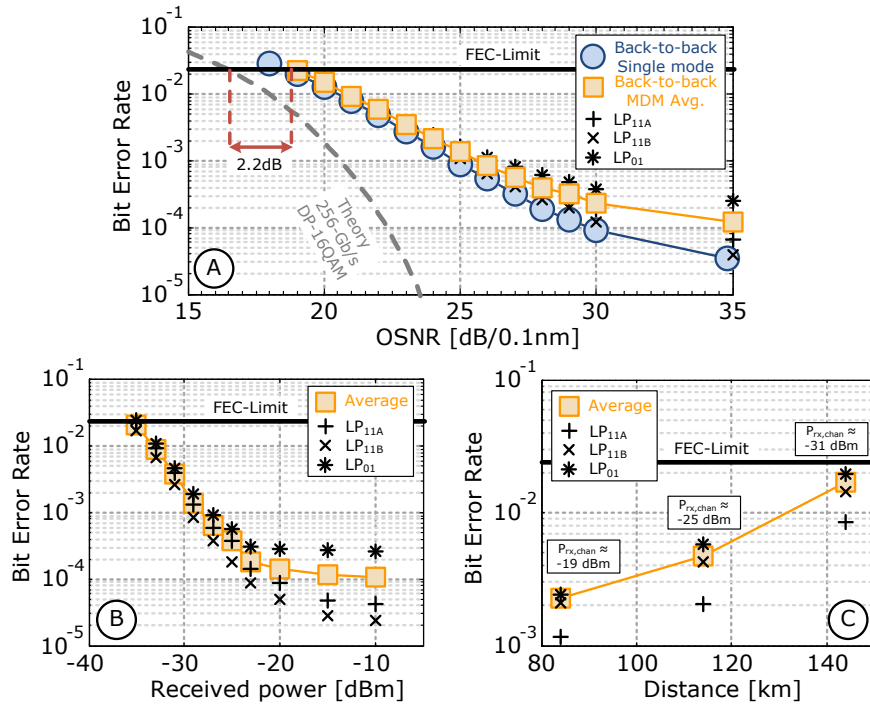 10⁻¹
10⁻²
10⁻³
10⁻⁴
10⁻⁵
Bit Error Rate
FEC-Limit
Back-to-back
Single mode
Back-to-back
MDM Avg.
LP₁₁A
LP₁₁B
LP₀₁
2.2dB
Theory
256-Gb/s
DP-16QAM
A
15 20 25 30 35
OSNR [dB/0.1nm]
10⁻¹
10⁻²
10⁻³
10⁻⁴
10⁻⁵
Bit Error Rate
FEC-Limit
Average
LP₁₁A
LP₁₁B
LP₀₁
B
-40 -30 -20 -10
Received power [dBm]
10⁻¹
10⁻²
10⁻³
Bit Error Rate
Average
LP₁₁A
LP₁₁B
LP₀₁
FEC-Limit
Prx,chan ≈
-31 dBm
Prx,chan ≈
-25 dBm
Prx,chan ≈
-19 dBm
C
80 100 120 140
Distance [km]